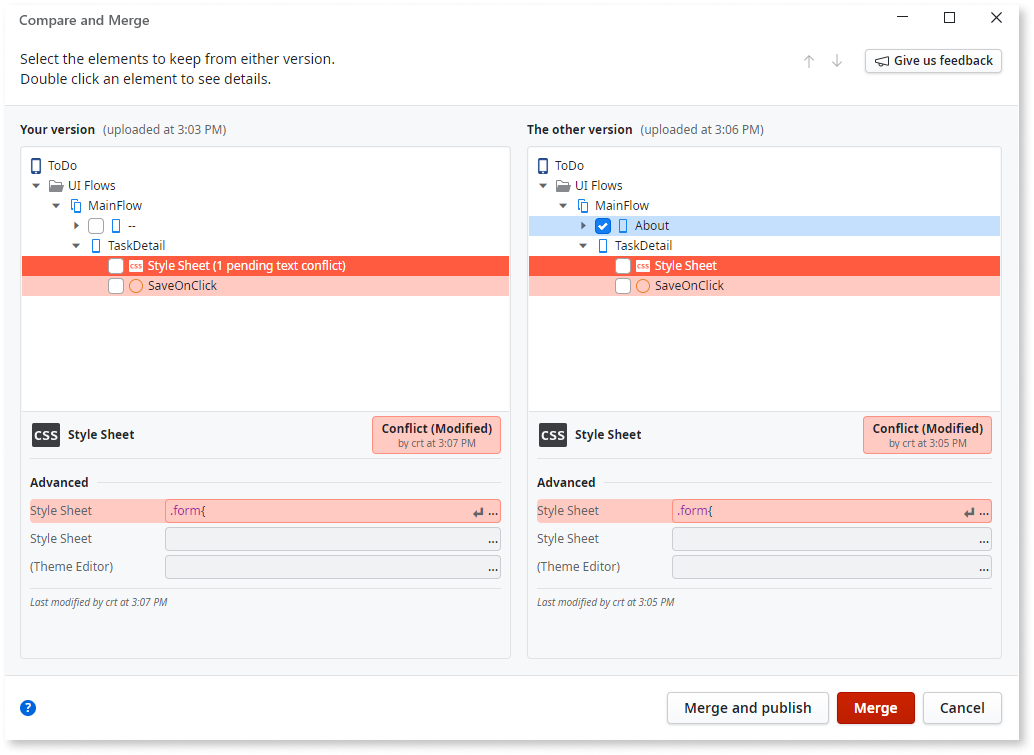 Compare and Merge
Select the elements to keep from either version.
Double click an element to see details.
Give us feedback
Your version (uploaded at 3:03 PM)
ToDo
UI Flows
MainFlow
--
TaskDetail
css Style Sheet (1 pending text conflict)
SaveOnClick
CSS Style Sheet
Conflict (Modified)
by crt at 3:07 PM
Advanced
Style Sheet .form{ ...
Style Sheet ...
(Theme Editor) ...
Last modified by crt at 3:07 PM
The other version (uploaded at 3:06 PM)
ToDo
UI Flows
MainFlow
About
TaskDetail
css Style Sheet
SaveOnClick
CSS Style Sheet
Conflict (Modified)
by crt at 3:05 PM
Advanced
Style Sheet .form{ ...
Style Sheet ...
(Theme Editor) ...
Last modified by crt at 3:05 PM
?
Merge and publish
Merge
Cancel